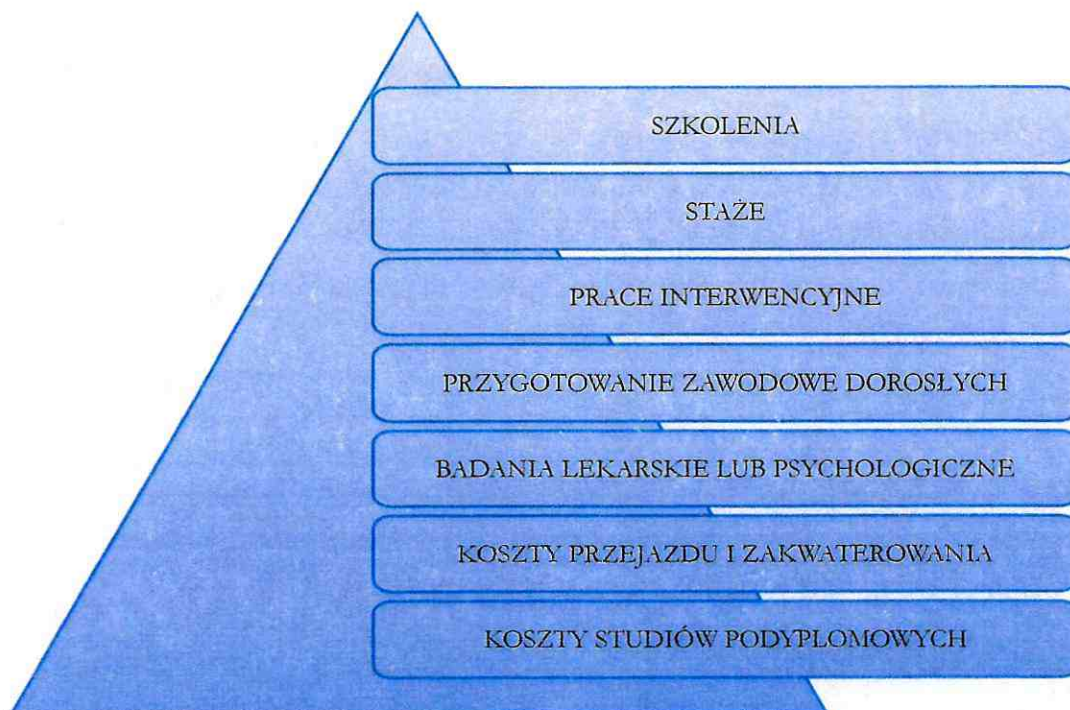 SZKOLENIA
STAŻE
PRACE INTERWENCYJNE
PRZYGOTOWANIE ZAWODOWE DOROSŁYCH
BADANIA LEKARSKIE LUB PSYCHOLOGICZNE
KOSZTY PRZEJAZDU I ZAKWATEROWANIA
KOSZTY STUDIÓW PODYPLOMOWYCH